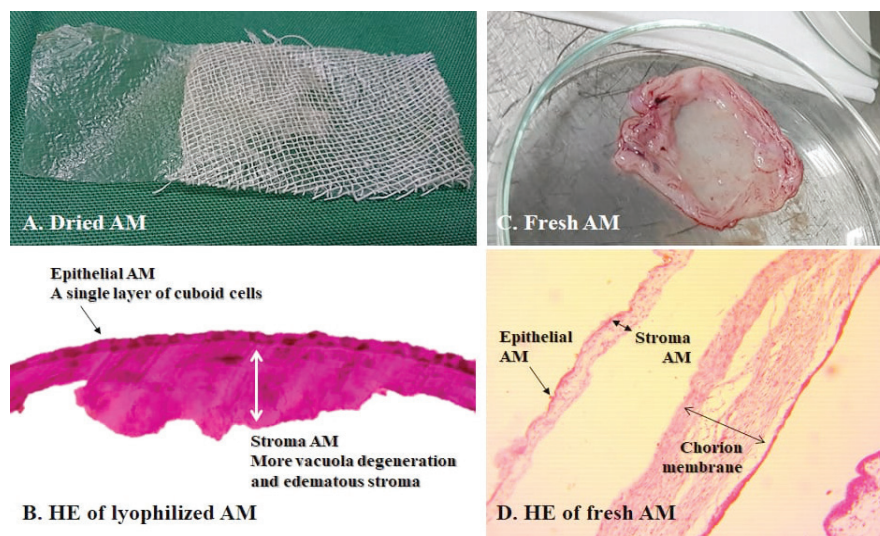 A. Dried AM
C. Fresh AM
Epithelial AM
A single layer of cuboid cells
Stroma AM
More vacuola degeneration
and edematous stroma
B. HE of lyophilized AM
Epithelial
AM
Stroma
AM
Chorion
membrane
D. HE of fresh AM